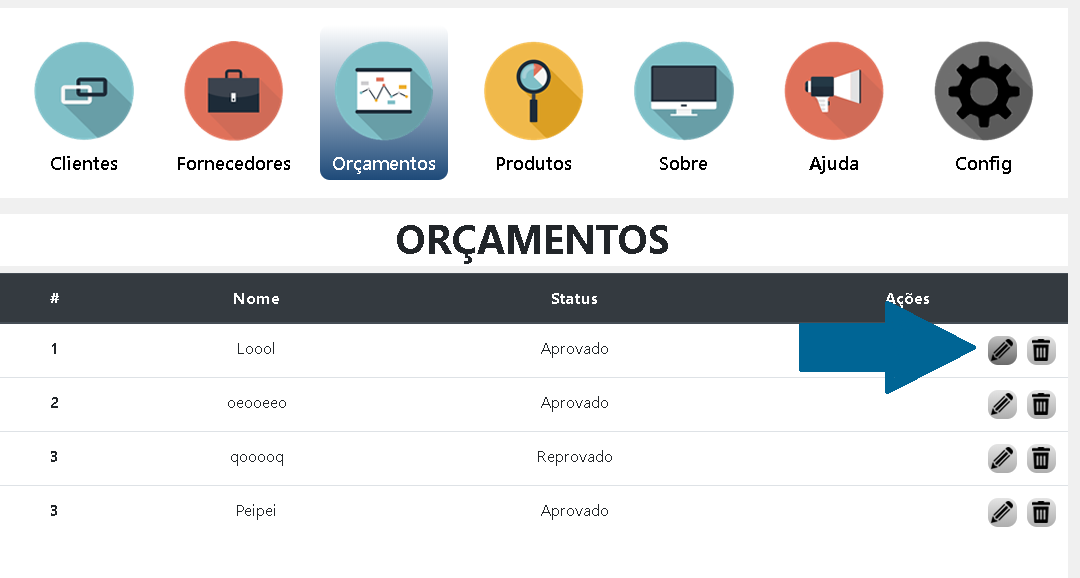 Clientes Fornecedores Orçamentos Produtos Sobre Ajuda Config
ORÇAMENTOS
# Nome Status Ações
1 Loool Aprovado
2 oeooeeo Aprovado
3 qooooq Reprovado
3 Peipei Aprovado